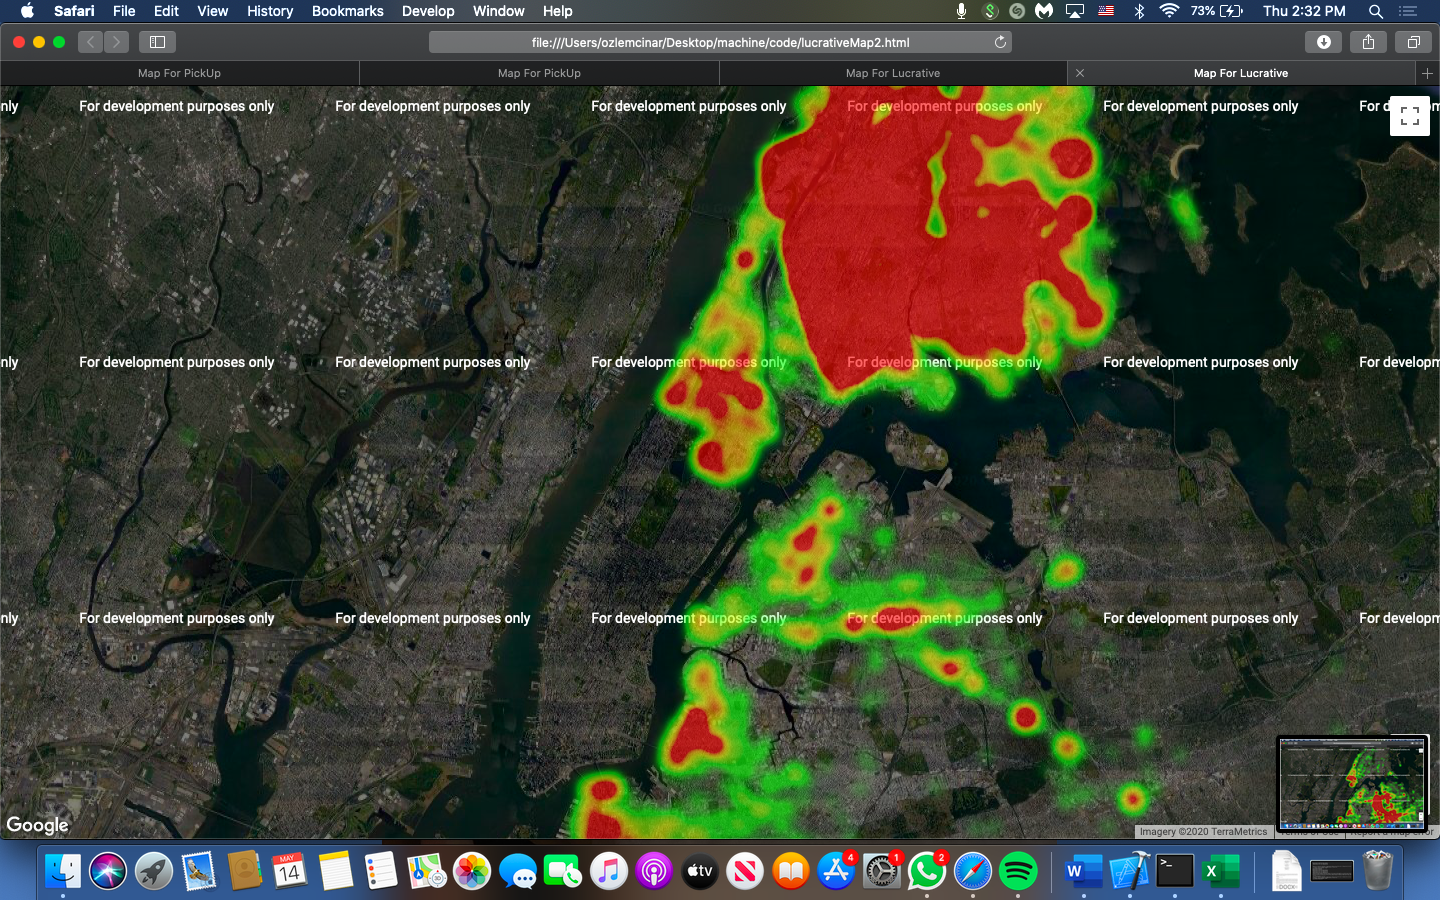 Safari File Edit View History Bookmarks Develop Window Help 73% Thu 2:32 PM
file:///Users/ozlemcinar/Desktop/machine/code/lucrativeMap2.html
Map For PickUp Map For PickUp Map For Lucrative Map For Lucrative
nly For development purposes only For development purposes only For development purposes only For development purposes only For development purposes only For d
nly For development purposes only For development purposes only For development purposes only For development purposes only For development purposes only For developm
nly For development purposes only For development purposes only For development purposes only For development purposes only For development purposes only For developm
Google
Imagery ©2020 TerraMetrics
4 1 2
MAY
14
tv
W
X
DOCX